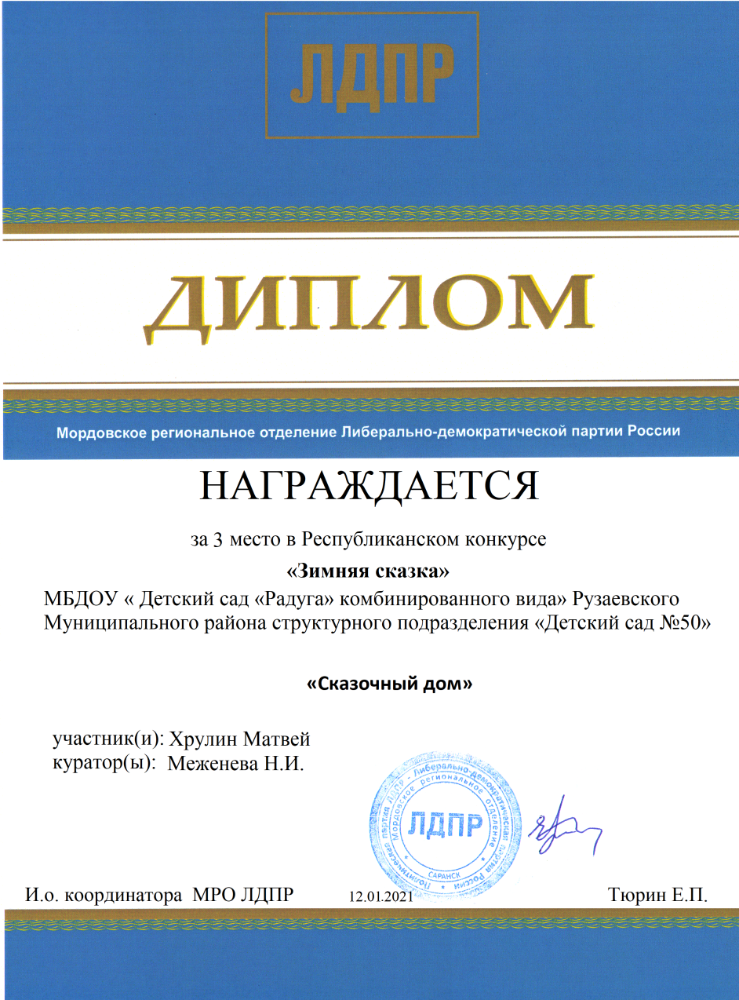 ЛДПР
ДИПЛОМ
Мордовское региональное отделение Либерально-демократической партии России
НАГРАЖДАЕТСЯ
за 3 место в Республиканском конкурсе
«Зимняя сказка»
МБДОУ « Детский сад «Радуга» комбинированного вида» Рузаевского
Муниципального района структурного подразделения «Детский сад №50»
«Сказочный дом»
участник(и): Хрулин Матвей
куратор(ы): Меженева Н.И.
Политическая партия ЛДПР - Либерально-демократическая партия России
Мордовское региональное отделение
ЛДПР
САРАНСК
И.о. координатора МРО ЛДПР 12.01.2021 Тюрин Е.П.